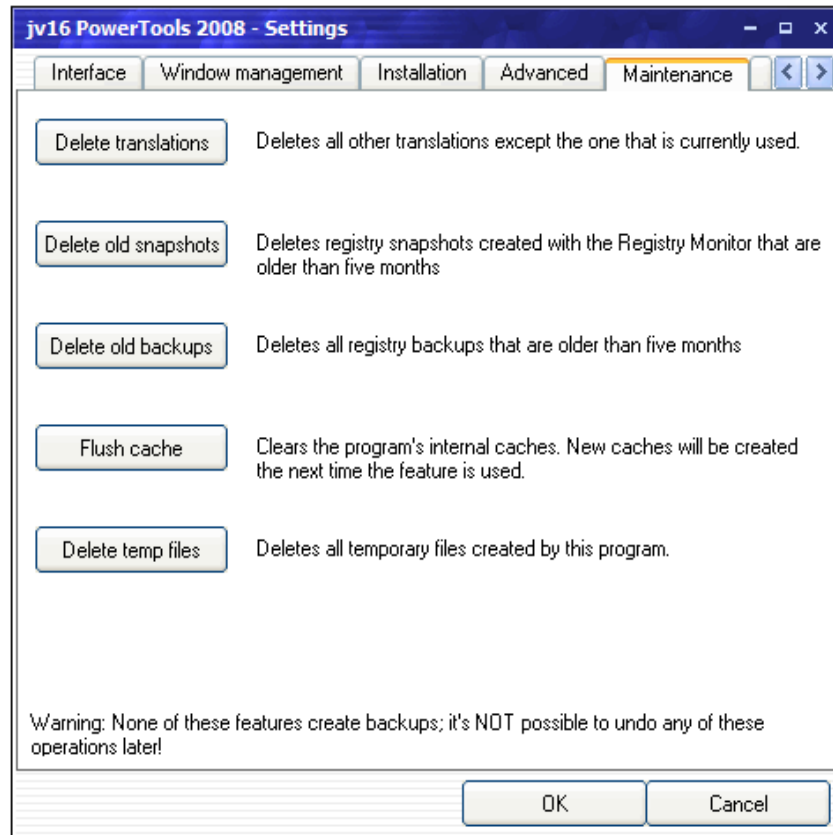 jv16 PowerTools 2008 - Settings
Interface
Window management
Installation
Advanced
Maintenance
Delete translations
Deletes all other translations except the one that is currently used.
Delete old snapshots
Deletes registry snapshots created with the Registry Monitor that are
older than five months
Delete old backups
Deletes all registry backups that are older than five months
Flush cache
Clears the program's internal caches. New caches will be created
the next time the feature is used.
Delete temp files
Deletes all temporary files created by this program.
Warning: None of these features create backups; it's NOT possible to undo any of these
operations later!
OK
Cancel